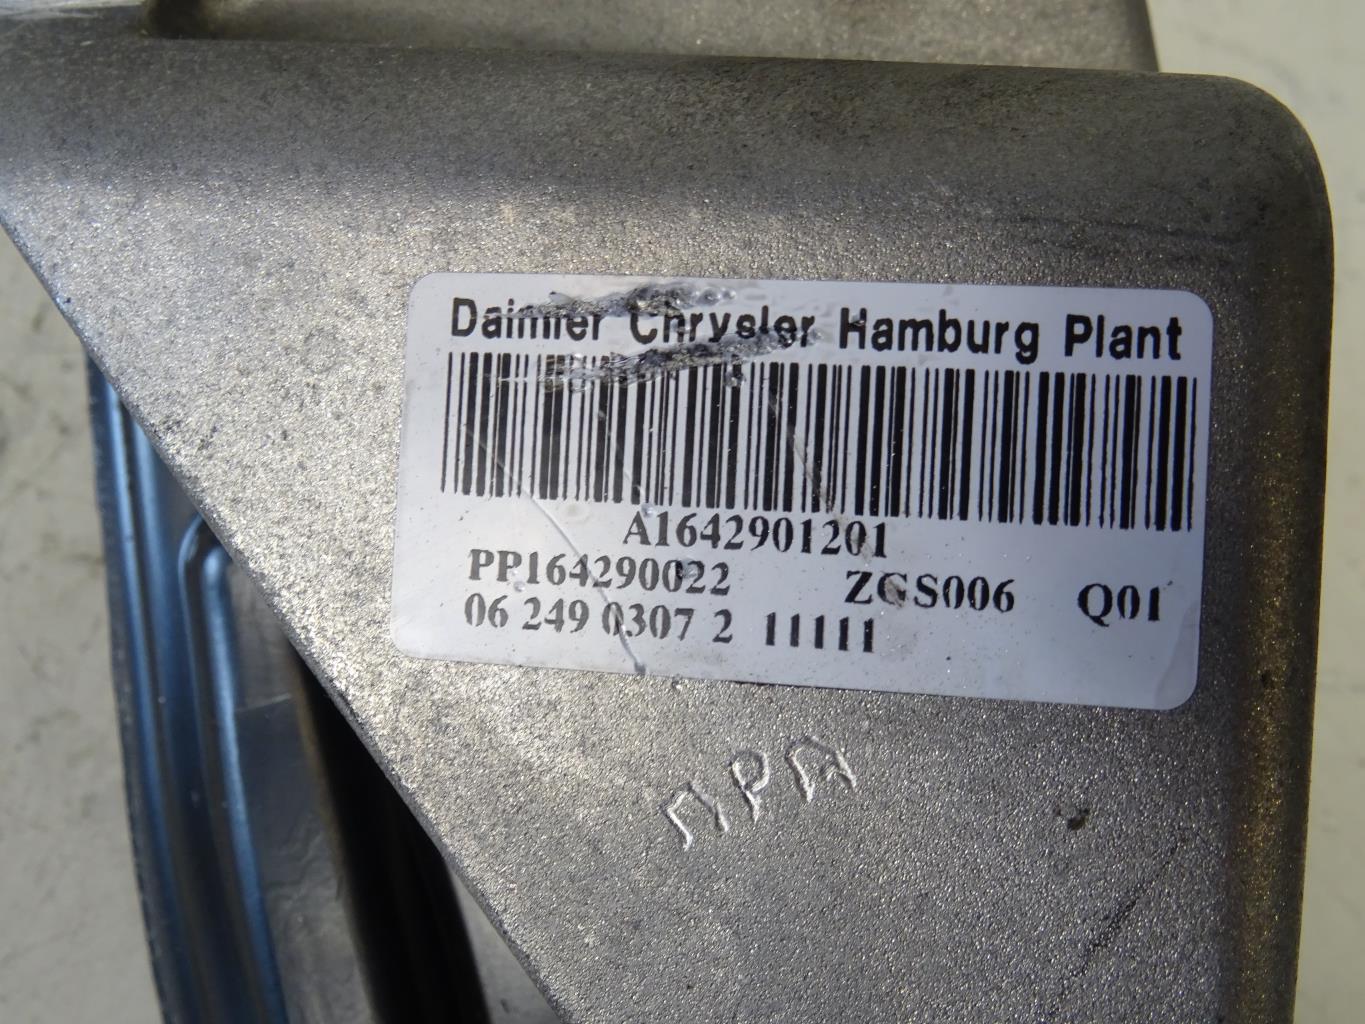 Daimler Chrysler Hamburg Plant
A1642901201
PP164290022 ZGS006 Q01
06 249 0307 2 11111